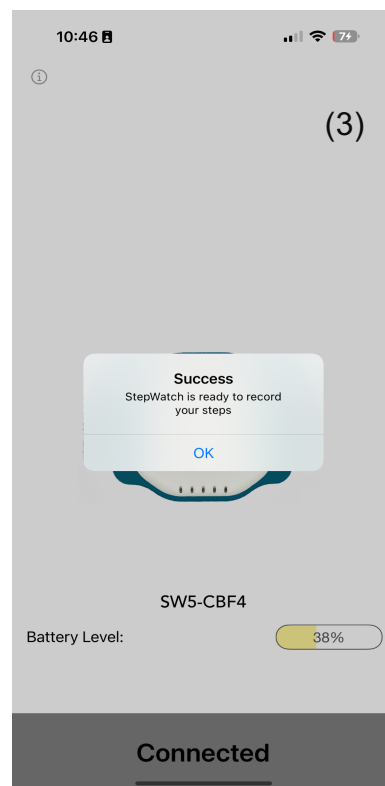 10:46
74
(3)
Success
StepWatch is ready to record
your steps
OK
SW5-CBF4
Battery Level:
38%
Connected